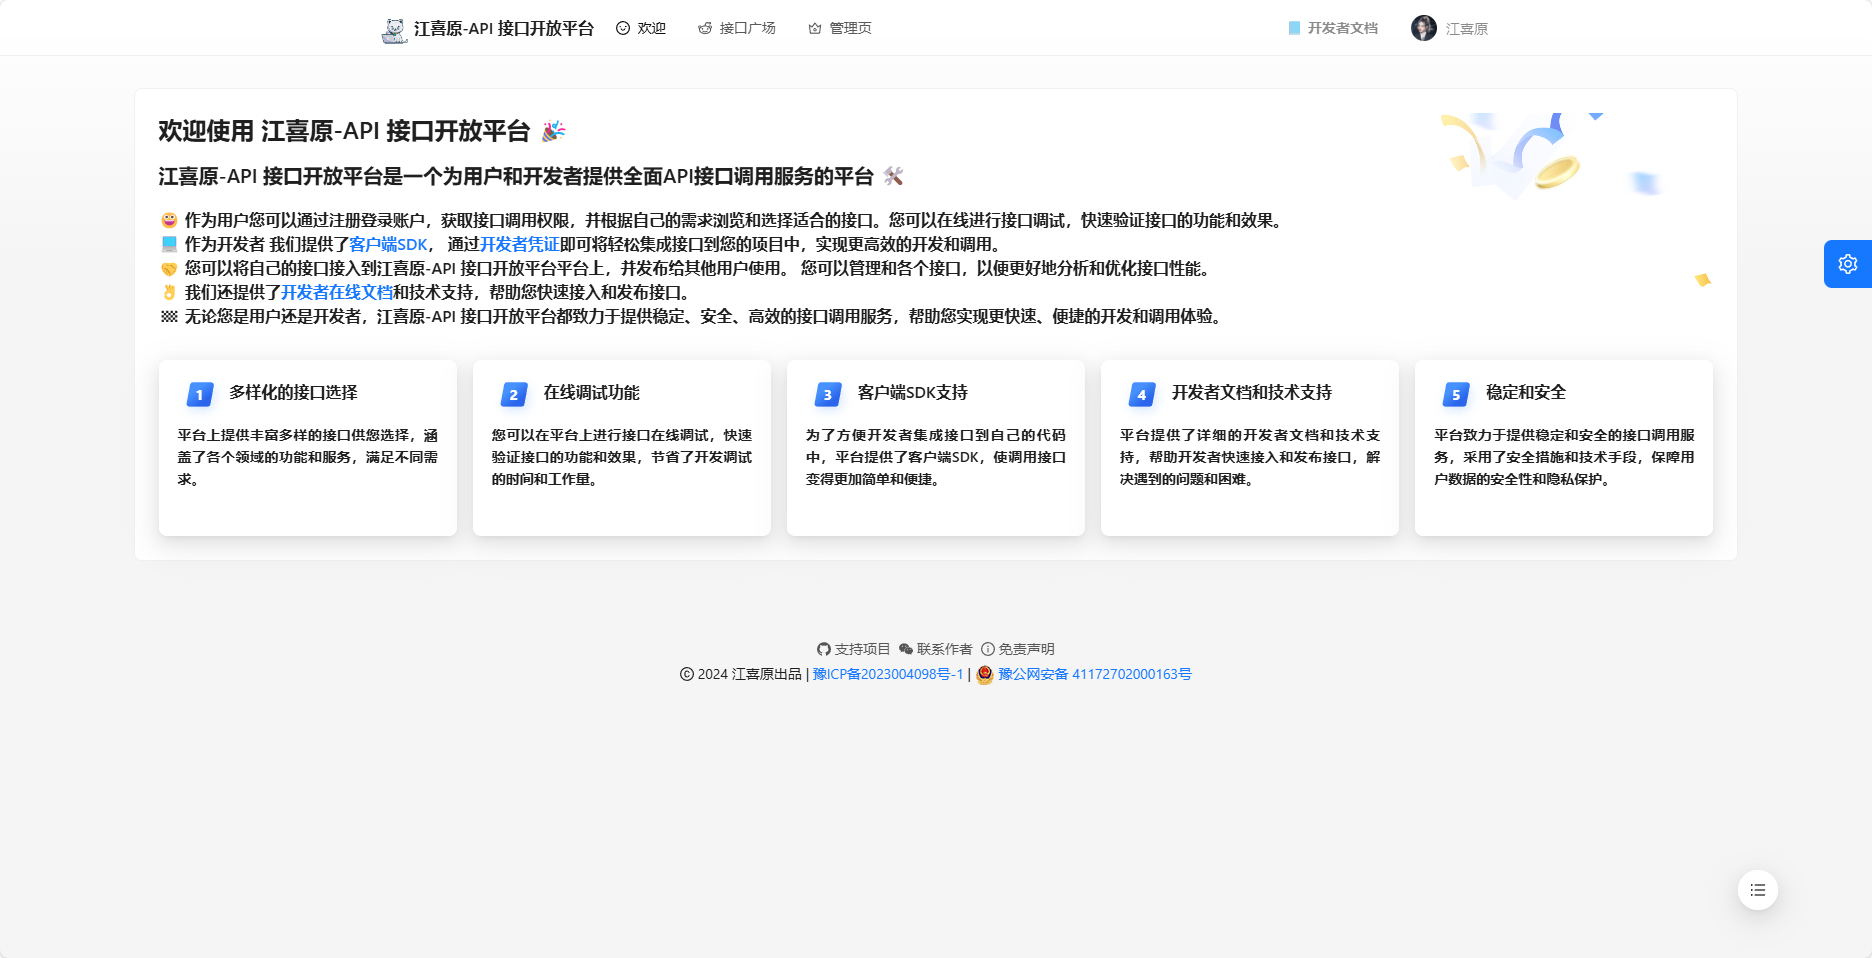 江喜原-API 接口开放平台 欢迎 接口广场 管理页 开发者文档 江喜原
欢迎使用 江喜原-API 接口开放平台 🎉
江喜原-API 接口开放平台是一个为用户和开发者提供全面API接口调用服务的平台 🛠
作为用户您可以通过注册登录账户，获取接口调用权限，并根据自己的需求浏览和选择适合的接口。您可以在线进行接口调试，快速验证接口的功能和效果。
作为开发者 我们提供了客户端SDK， 通过开发者凭证即可将轻松集成接口到您的项目中，实现更高效的开发和调用。
您可以将自己的接口接入到江喜原-API 接口开放平台平台上，并发布给其他用户使用。 您可以管理和各个接口，以便更好地分析和优化接口性能。
我们还提供了开发者在线文档和技术支持，帮助您快速接入和发布接口。
无论您是用户还是开发者，江喜原-API 接口开放平台都致力于提供稳定、安全、高效的接口调用服务，帮助您实现更快速、便捷的开发和调用体验。
1 多样化的接口选择
平台上提供丰富多样的接口供您选择，涵
盖了各个领域的功能和服务，满足不同需
求。
2 在线调试功能
您可以在平台上进行接口在线调试，快速
验证接口的功能和效果，节省了开发调试
的时间和工作量。
3 客户端SDK支持
为了方便开发者集成接口到自己的代码
中，平台提供了客户端SDK，使调用接口
变得更加简单和便捷。
4 开发者文档和技术支持
平台提供了详细的开发者文档和技术支
持，帮助开发者快速接入和发布接口，解
决遇到的问题和困难。
5 稳定和安全
平台致力于提供稳定和安全的接口调用服
务，采用了安全措施和技术手段，保障用
户数据的安全性和隐私保护。
支持项目 联系作者 免责声明
© 2024 江喜原出品 | 豫ICP备2023004098号-1 | 豫公网安备 41172702000163号